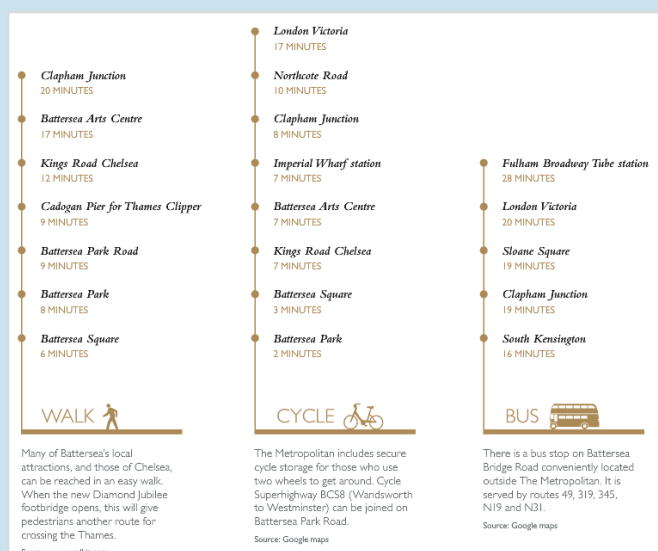 Clapham Junction
20 MINUTES
Battersea Arts Centre
17 MINUTES
Kings Road Chelsea
12 MINUTES
Cadogan Pier for Thames Clipper
9 MINUTES
Battersea Park Road
9 MINUTES
Battersea Park
8 MINUTES
Battersea Square
6 MINUTES
WALK
Many of Battersea's local
attractions, and those of Chelsea,
can be reached in an easy walk.
When the new Diamond Jubilee
footbridge opens, this will give
pedestrians another route for
crossing the Thames.
London Victoria
17 MINUTES
Northcote Road
10 MINUTES
Clapham Junction
8 MINUTES
Imperial Wharf station
7 MINUTES
Battersea Arts Centre
7 MINUTES
Kings Road Chelsea
7 MINUTES
Battersea Square
3 MINUTES
Battersea Park
2 MINUTES
CYCLE
The Metropolitan includes secure
cycle storage for those who use
two wheels to get around. Cycle
Superhighway BCS8 (Wandsworth
to Westminster) can be joined on
Battersea Park Road.
Source: Google maps
Fulham Broadway Tube station
28 MINUTES
London Victoria
20 MINUTES
Sloane Square
19 MINUTES
Clapham Junction
19 MINUTES
South Kensington
16 MINUTES
BUS
There is a bus stop on Battersea
Bridge Road conveniently located
outside The Metropolitan. It is
served by routes 49, 319, 345,
N19 and N31.
Source: Google maps